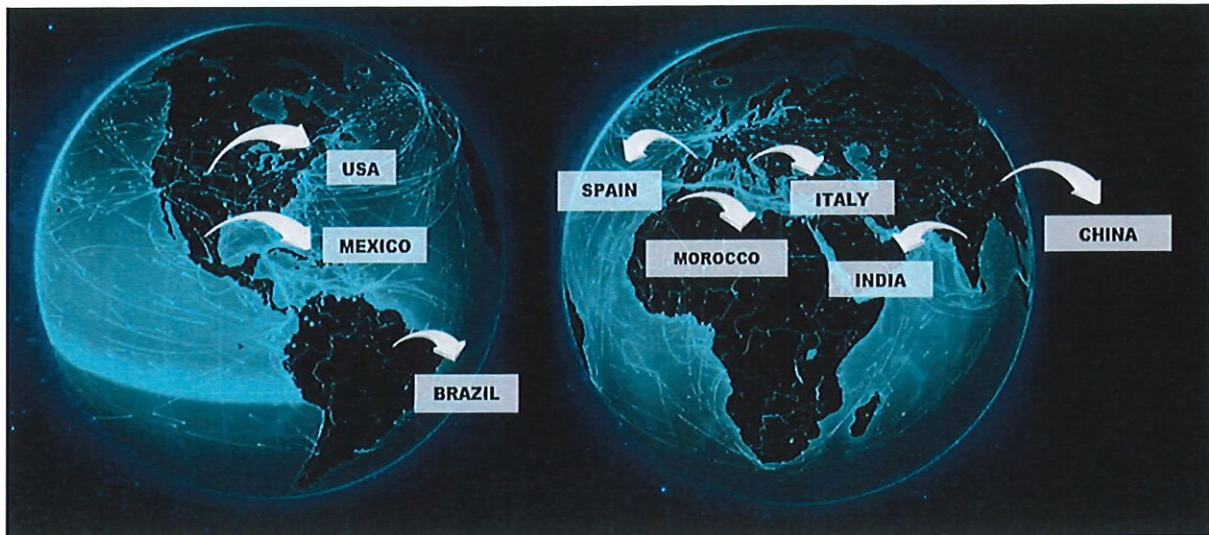 USA
MEXICO
BRAZIL
SPAIN
ITALY
MOROCCO
INDIA
CHINA